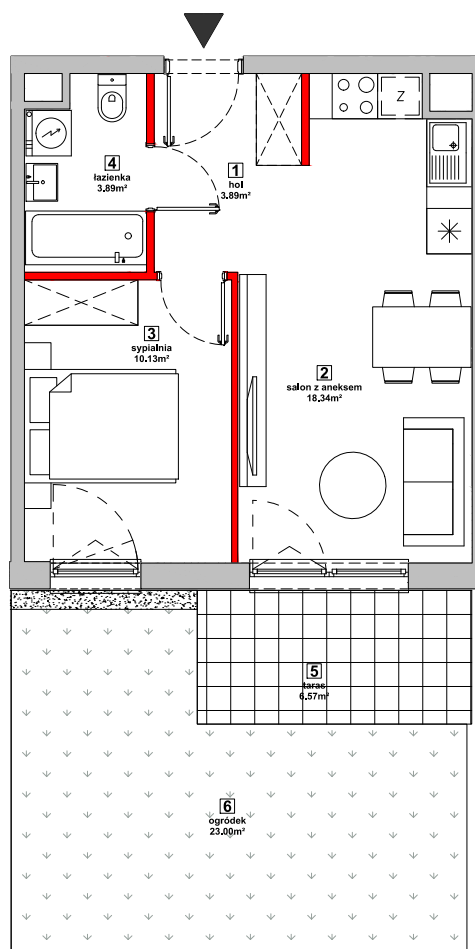 Z
4
łazienka
3.89m²
1
hol
3.89m²
3
sypialnia
10.13m²
2
salon z aneksem
18.34m²
5
taras
6.57m²
6
ogródek
23.00m²